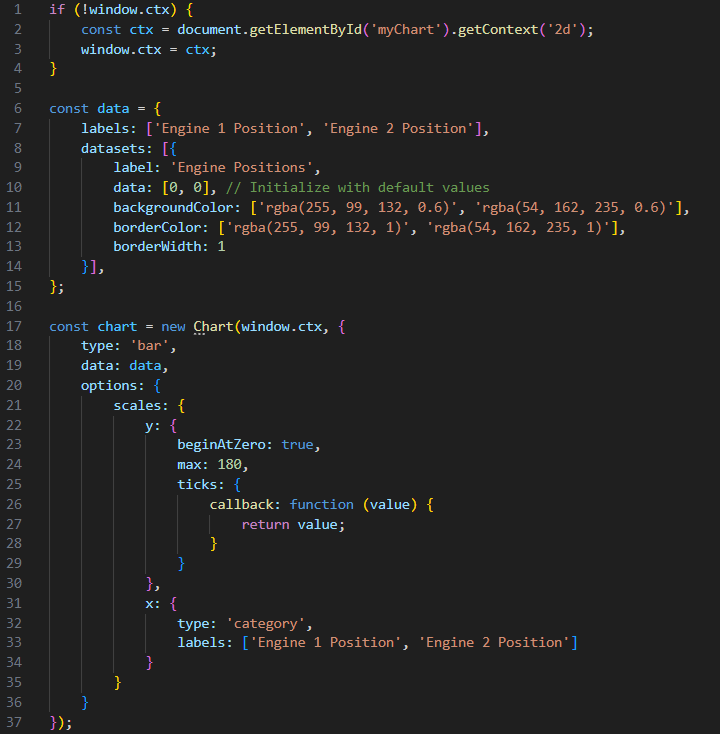 1 if (!window.ctx) {
2     const ctx = document.getElementById('myChart').getContext('2d');
3     window.ctx = ctx;
4 }
5
6 const data = {
7     labels: ['Engine 1 Position', 'Engine 2 Position'],
8     datasets: [{
9         label: 'Engine Positions',
10         data: [0, 0], // Initialize with default values
11         backgroundColor: ['rgba(255, 99, 132, 0.6)', 'rgba(54, 162, 235, 0.6)'],
12         borderColor: ['rgba(255, 99, 132, 1)', 'rgba(54, 162, 235, 1)'],
13         borderWidth: 1
14     }],
15 };
16
17 const chart = new Chart(window.ctx, {
18     type: 'bar',
19     data: data,
20     options: {
21         scales: {
22             y: {
23                 beginAtZero: true,
24                 max: 180,
25                 ticks: {
26                     callback: function (value) {
27                         return value;
28                     }
29                 }
30             },
31             x: {
32                 type: 'category',
33                 labels: ['Engine 1 Position', 'Engine 2 Position']
34             }
35         }
36     }
37 });